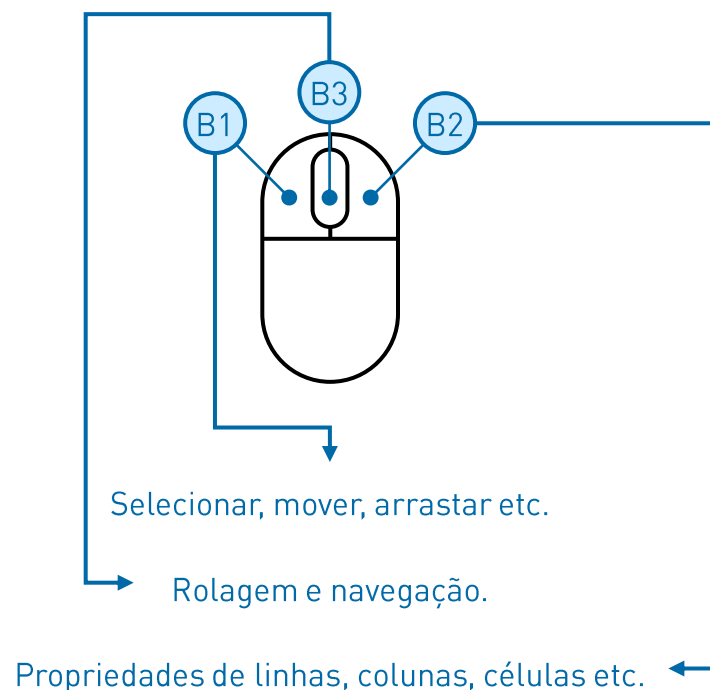 B3
B1
B2
Selecionar, mover, arrastar etc.
Rolagem e navegação.
Propriedades de linhas, colunas, células etc.